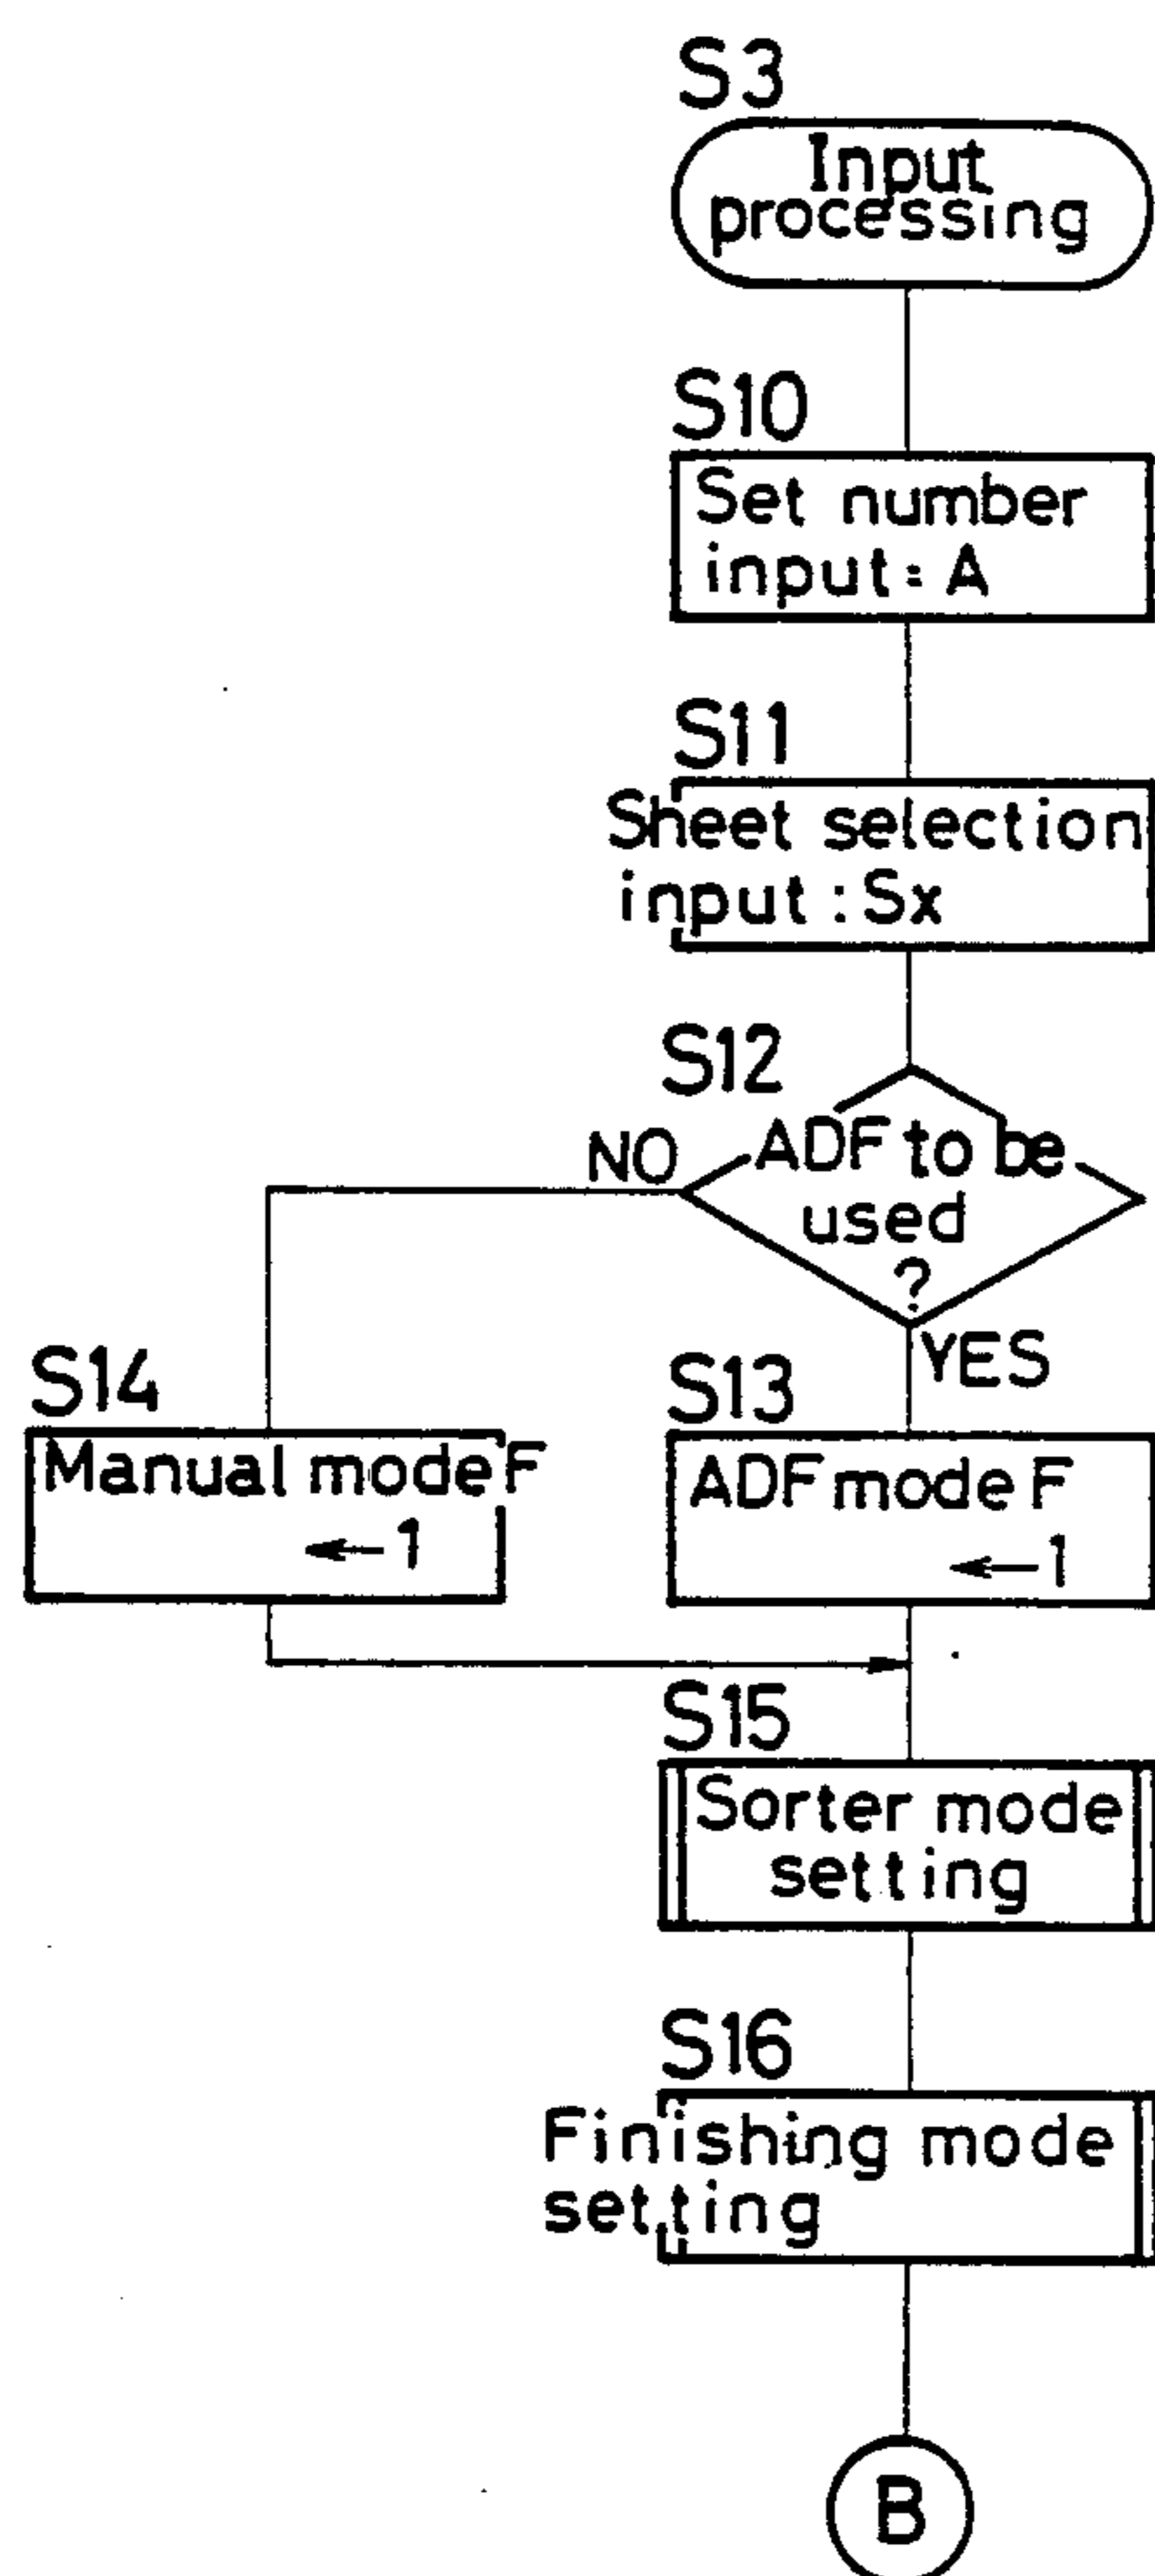 S3
Input
processing
S10
Set number
input: A
S11
Sheet selection
input :Sx
S12
NO
ADF to be
used
?
YES
S14
Manual mode F
←1
S13
ADF mode F
←1
S15
Sorter mode
setting
S16
Finishing mode
setting
B